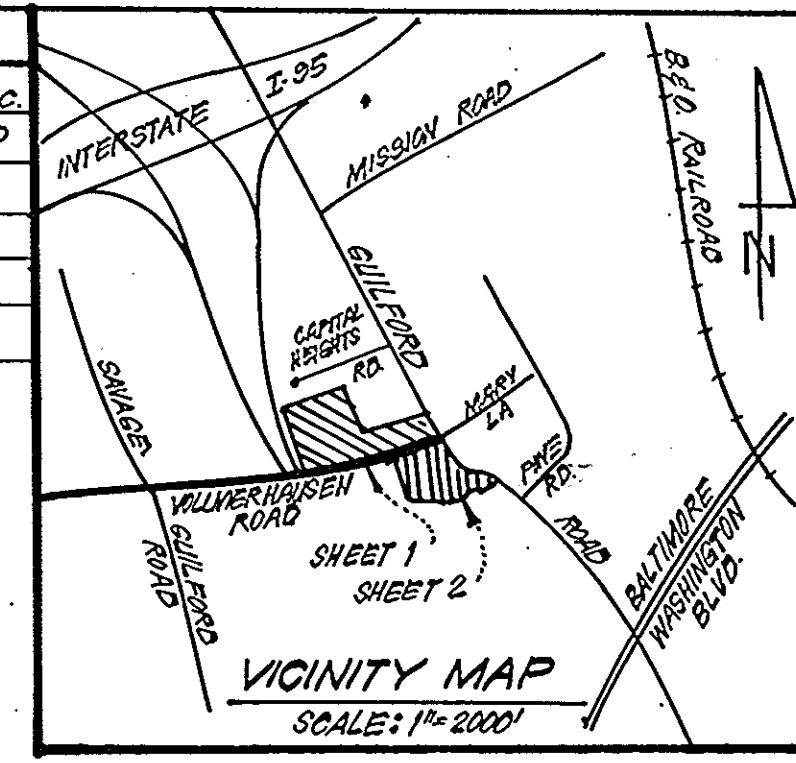 C.
INTERSTATE I-95
MISSION ROAD
B.&O. RAILROAD
N
GUILFORD
CAPITAL
HEIGHTS
RD.
SAVAGE
MARY
LA
PINE
RD.
VOLLMERHAUSEN
ROAD
GUILFORD
ROAD
ROAD
SHEET 1
SHEET 2
BALTIMORE
WASHINGTON
BLVD.
VICINITY MAP
SCALE: 1"=2000'